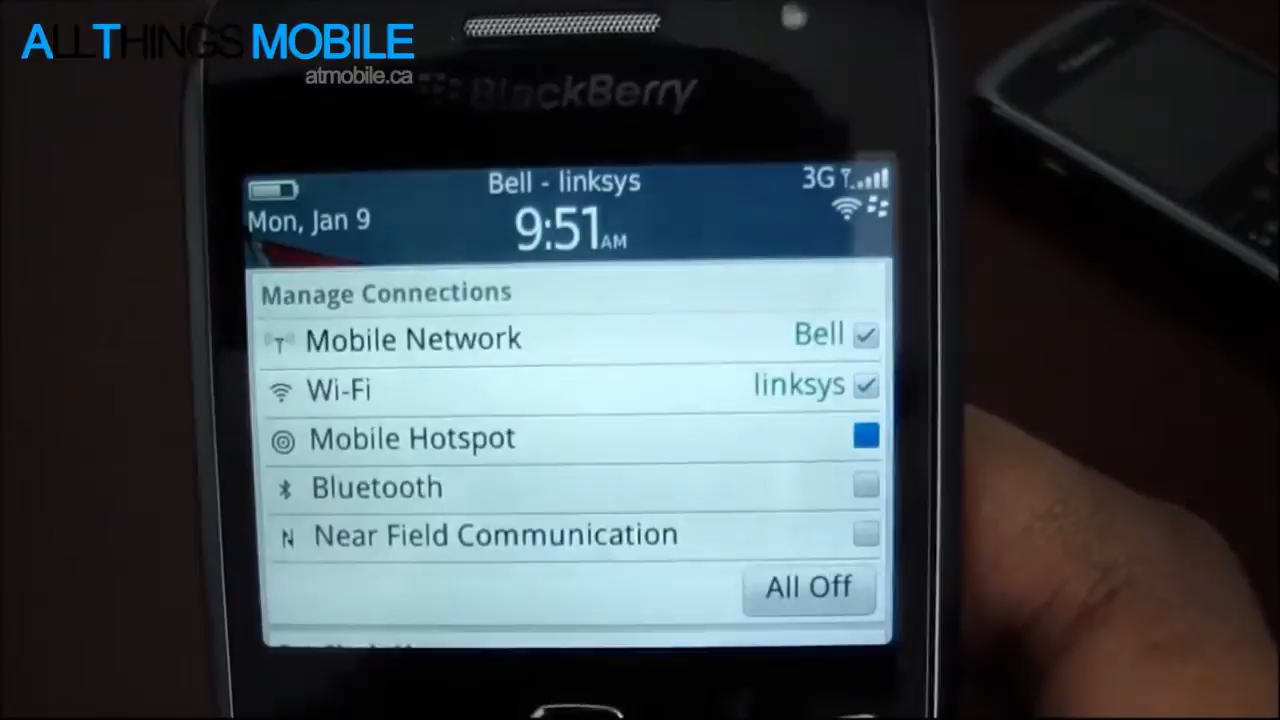 ALLTHINGS MOBILE
atmobile.ca
BlackBerry
Bell - linksys
3G
Mon, Jan 9
9:51AM
Manage Connections
Mobile Network Bell
Wi-Fi linksys
Mobile Hotspot
Bluetooth
Near Field Communication
All Off